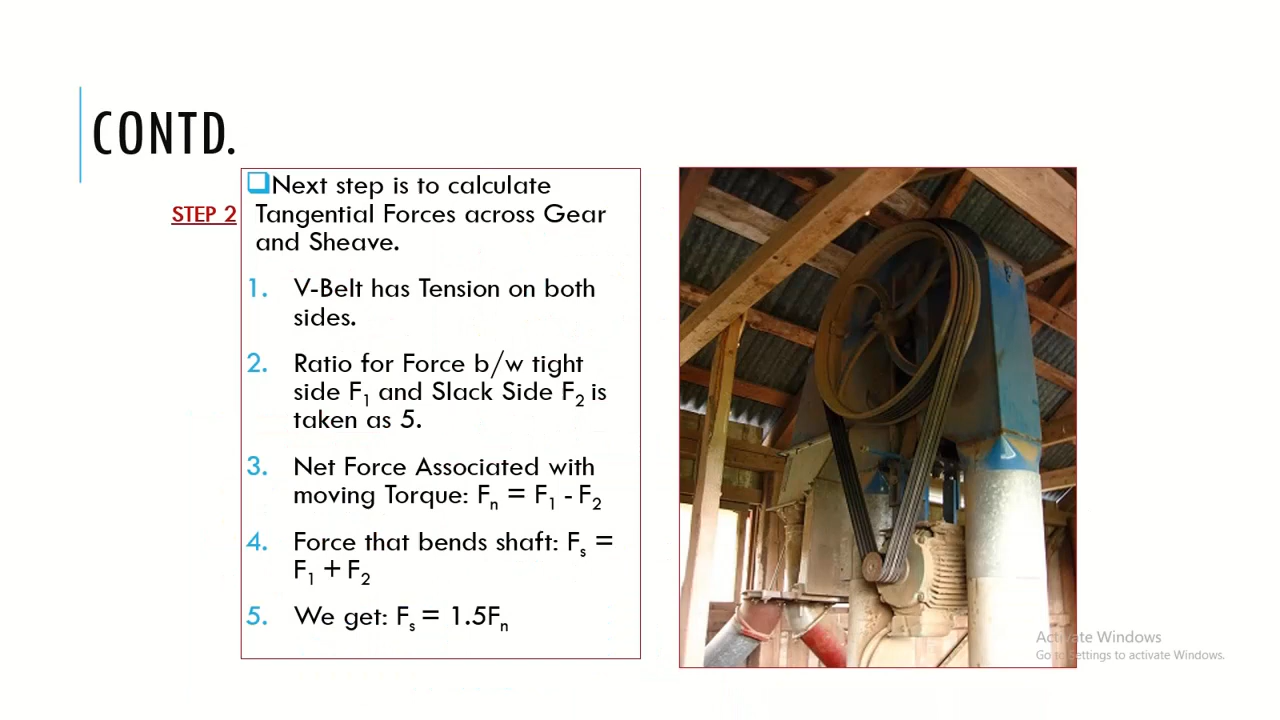 CONTD.
STEP 2
❑Next step is to calculate
Tangential Forces across Gear
and Sheave.
1. V-Belt has Tension on both
sides.
2. Ratio for Force b/w tight
side F₁ and Slack Side F₂ is
taken as 5.
3. Net Force Associated with
moving Torque: Fₙ = F₁ - F₂
4. Force that bends shaft: Fₛ =
F₁ + F₂
5. We get: Fₛ = 1.5Fₙ
Activate Windows
Go to Settings to activate Windows.